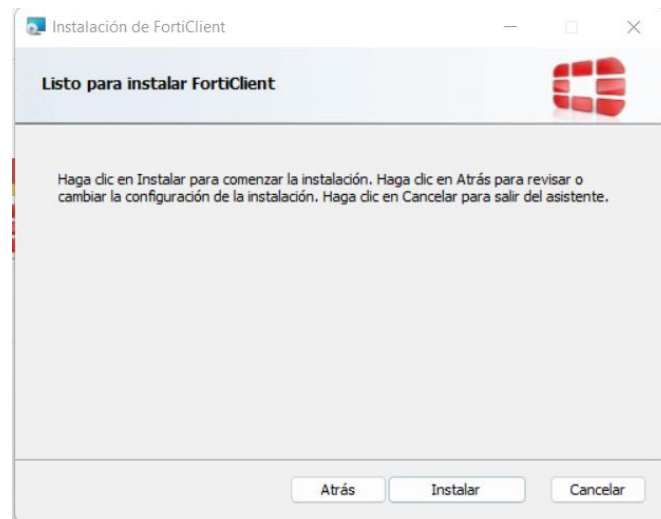 Instalación de FortiClient
Listo para instalar FortiClient
Haga clic en Instalar para comenzar la instalación. Haga clic en Atrás para revisar o
cambiar la configuración de la instalación. Haga clic en Cancelar para salir del asistente.
Atrás
Instalar
Cancelar